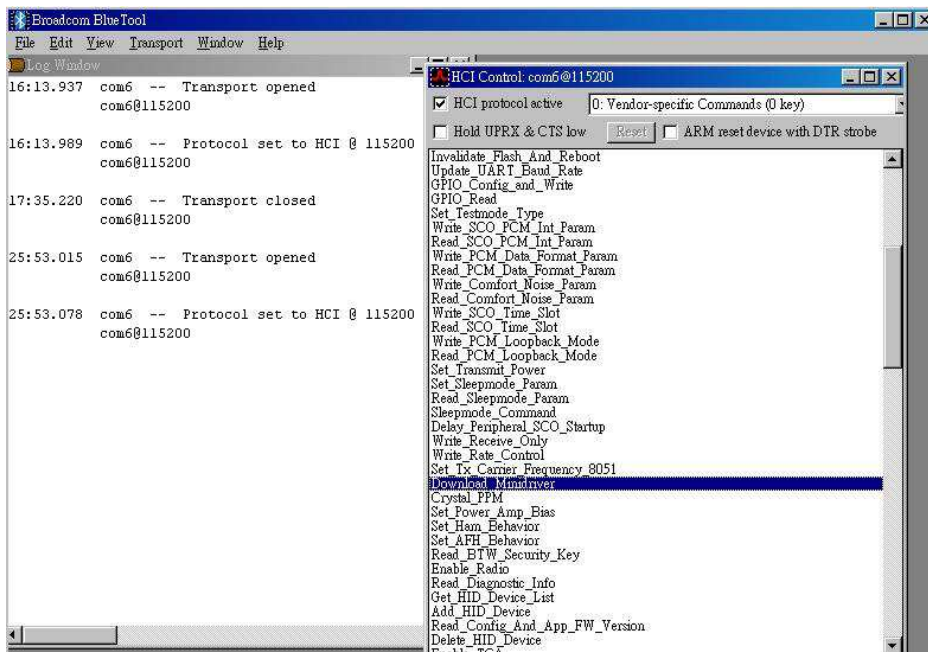 Broadcom BlueTool
File Edit View Transport Window Help
Log Window
16:13.937 com6 -- Transport opened
com6@115200
16:13.989 com6 -- Protocol set to HCI @ 115200
com6@115200
17:35.220 com6 -- Transport closed
com6@115200
25:53.015 com6 -- Transport opened
com6@115200
25:53.078 com6 -- Protocol set to HCI @ 115200
com6@115200
HCI Control: com6@115200
HCI protocol active
0: Vendor-specific Commands (0 key)
Hold UPRX & CTS low
Reset
ARM reset device with DTR strobe
Invalidate_Flash_And_Reboot
Update_UART_Baud_Rate
GPIO_Config_and_Write
GPIO_Read
Set_Testmode_Type
Write_SCO_PCM_Int_Param
Read_SCO_PCM_Int_Param
Write_PCM_Data_Format_Param
Read_PCM_Data_Format_Param
Write_Comfort_Noise_Param
Read_Comfort_Noise_Param
Write_SCO_Time_Slot
Read_SCO_Time_Slot
Write_PCM_Loopback_Mode
Read_PCM_Loopback_Mode
Set_Transmit_Power
Set_Sleepmode_Param
Read_Sleepmode_Param
Sleepmode_Command
Delay_Peripheral_SCO_Startup
Write_Receive_Only
Write_Rate_Control
Set_Tx_Carrier_Frequency_8051
Download_Minidriver
Crystal_PPM
Set_Power_Amp_Bias
Set_Ham_Behavior
Set_AFH_Behavior
Read_BTW_Security_Key
Enable_Radio
Read_Diagnostic_Info
Get_HID_Device_List
Add_HID_Device
Read_Config_And_App_FW_Version
Delete_HID_Device